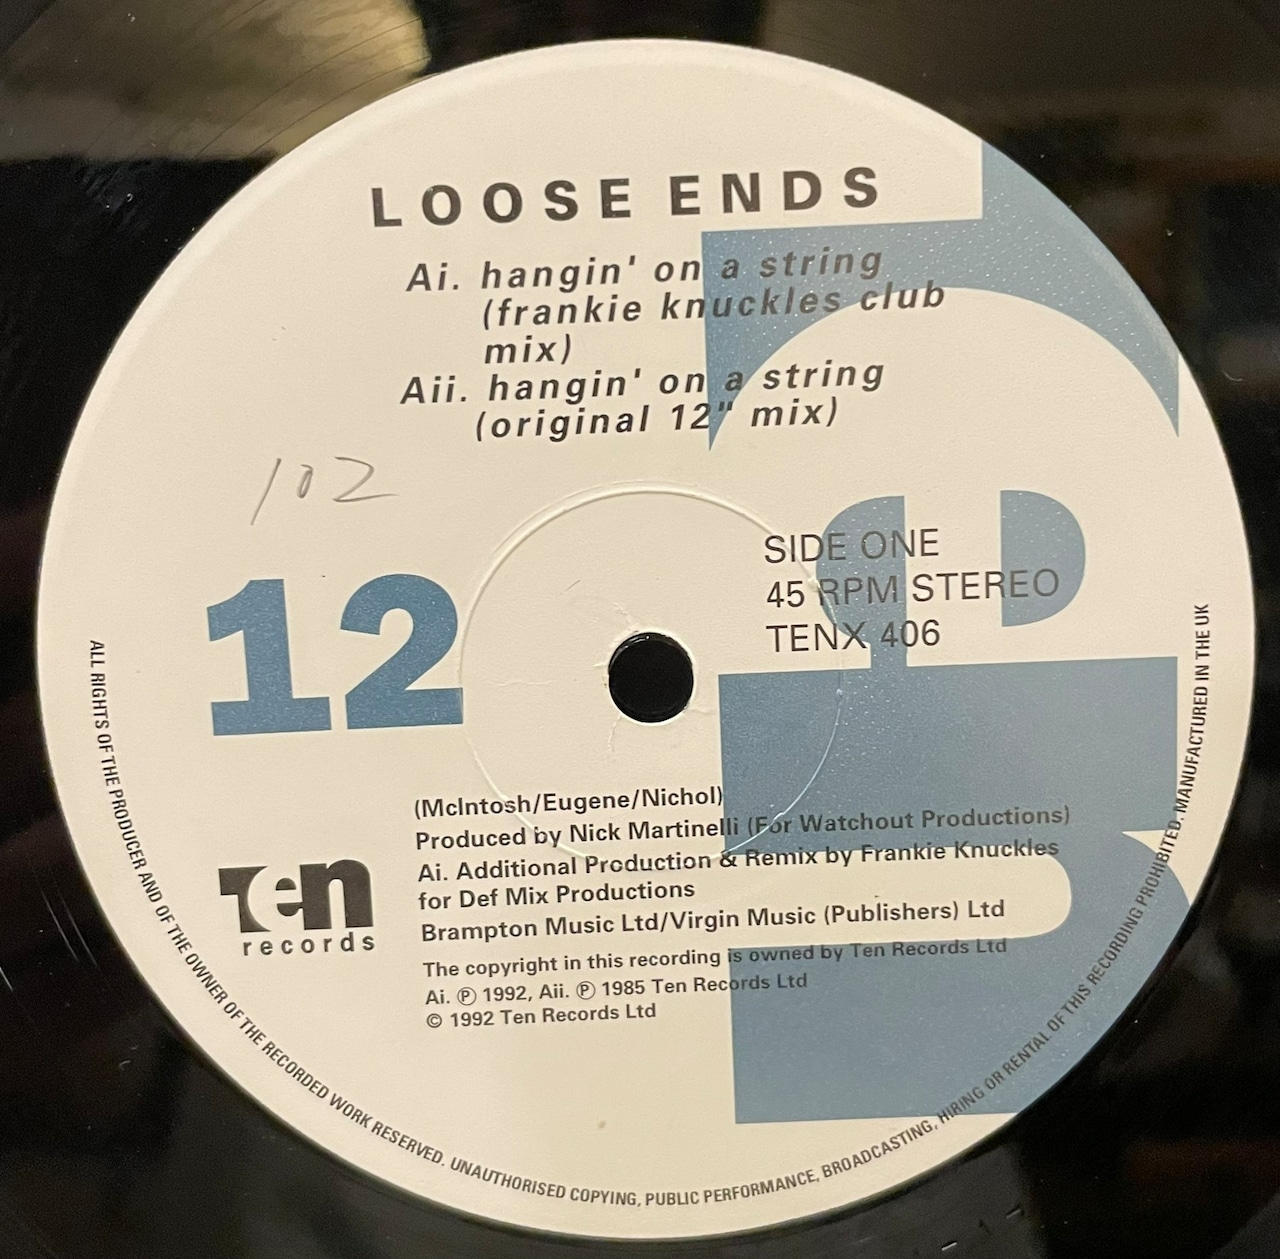 LOOSE ENDS
Ai. hangin' on a string
(frankie knuckles club
mix)
Aii. hangin' on a string
(original 12" mix)
102
SIDE ONE
45 RPM STEREO
TENX 406
12
(McIntosh/Eugene/Nichol)
Produced by Nick Martinelli (For Watchout Productions)
Ai. Additional Production & Remix by Frankie Knuckles
for Def Mix Productions
Brampton Music Ltd/Virgin Music (Publishers) Ltd
Ten
records
The copyright in this recording is owned by Ten Records Ltd
Ai. ℗ 1992, Aii. ℗ 1985 Ten Records Ltd
© 1992 Ten Records Ltd
ALL RIGHTS OF THE PRODUCER AND OF THE OWNER OF THE RECORDED WORK RESERVED. UNAUTHORISED COPYING, PUBLIC PERFORMANCE, BROADCASTING, HIRING OR RENTAL OF THIS RECORDING PROHIBITED. MANUFACTURED IN THE UK